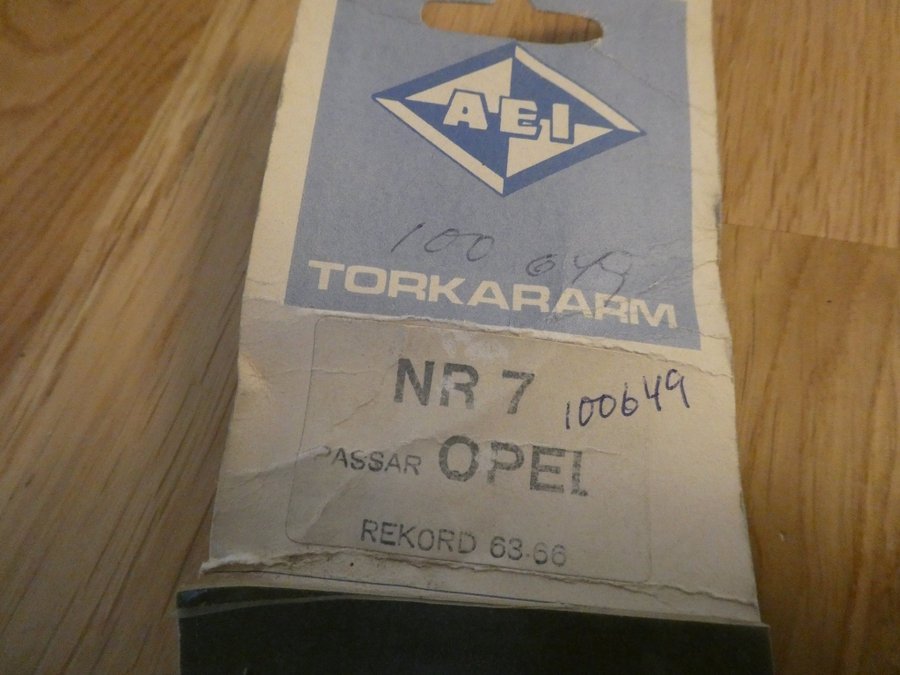 AEI
100 649
TORKARARM
NR 7
100649
PASSAR OPEL
REKORD 63-66